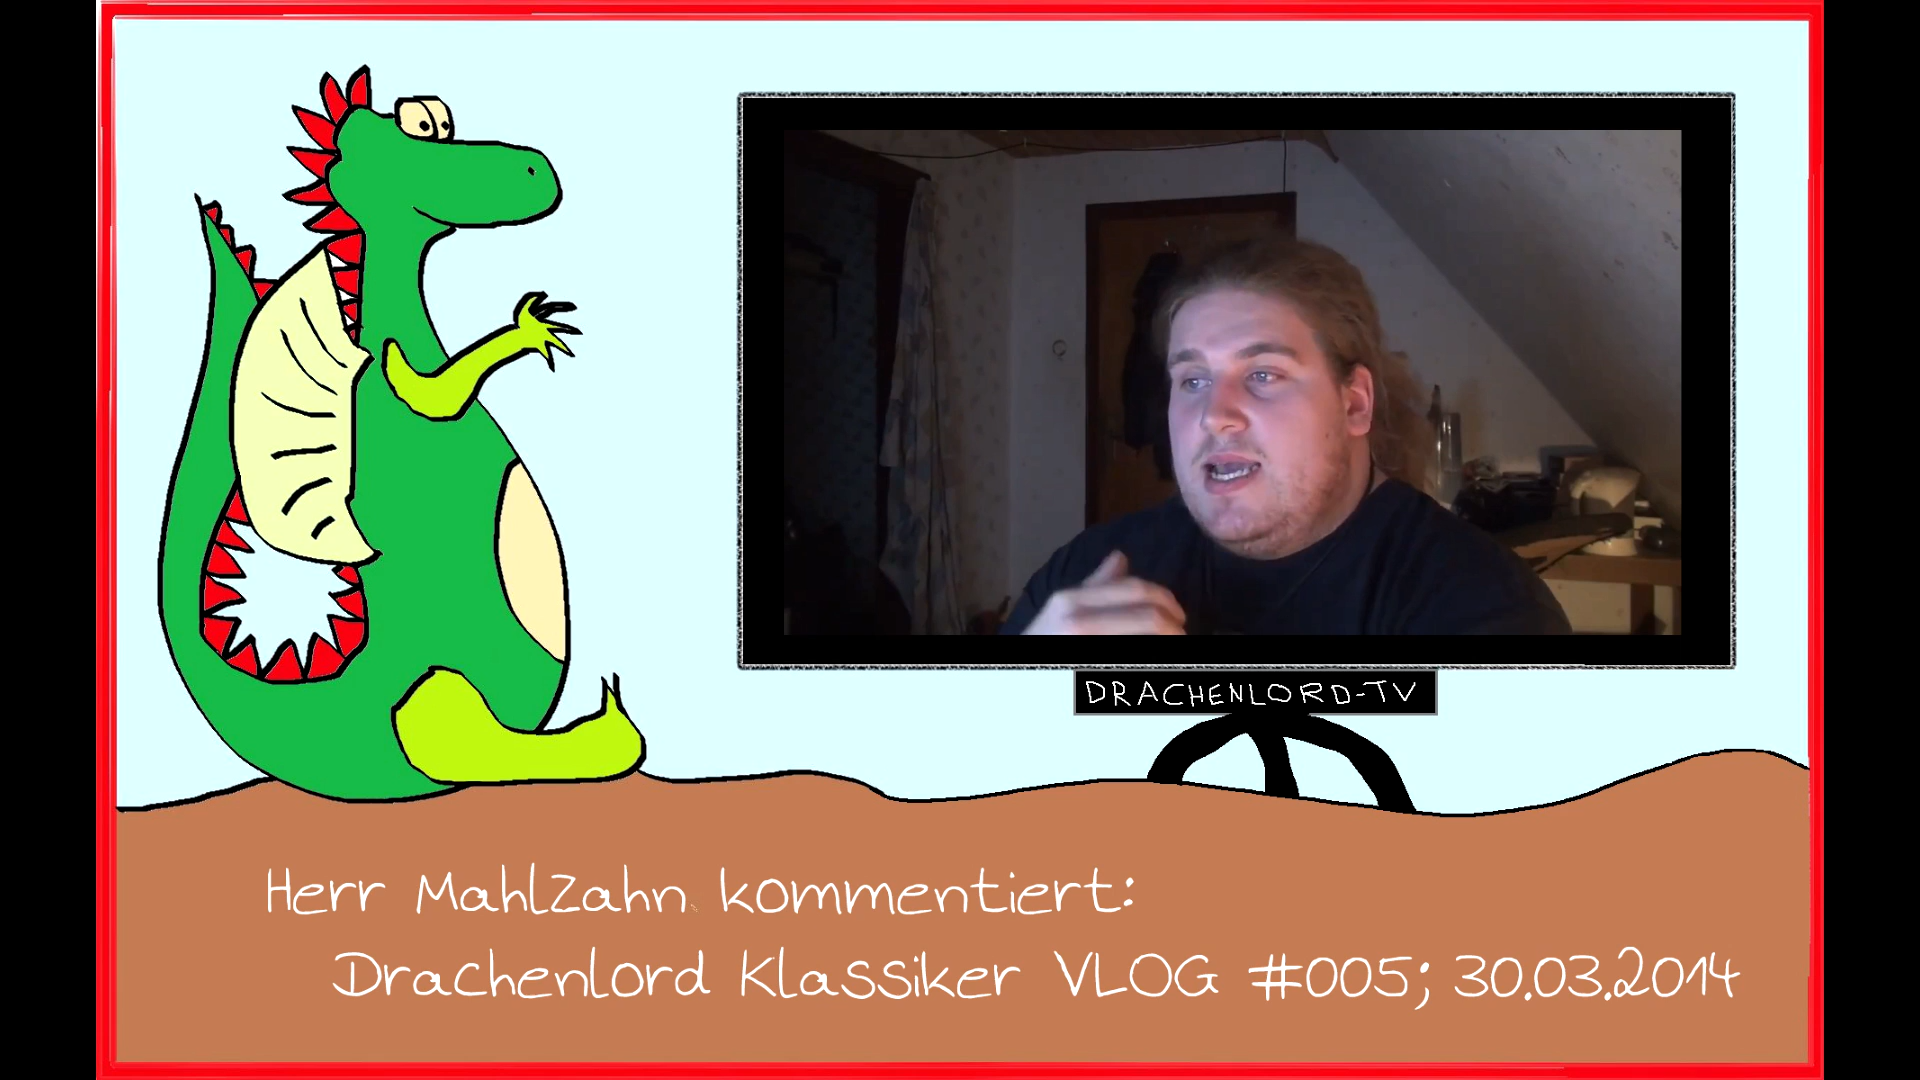 DRACHENLORD-TV
Herr Mahlzahn kommentiert:
Drachenlord Klassiker VLOG #005; 30.03.2014